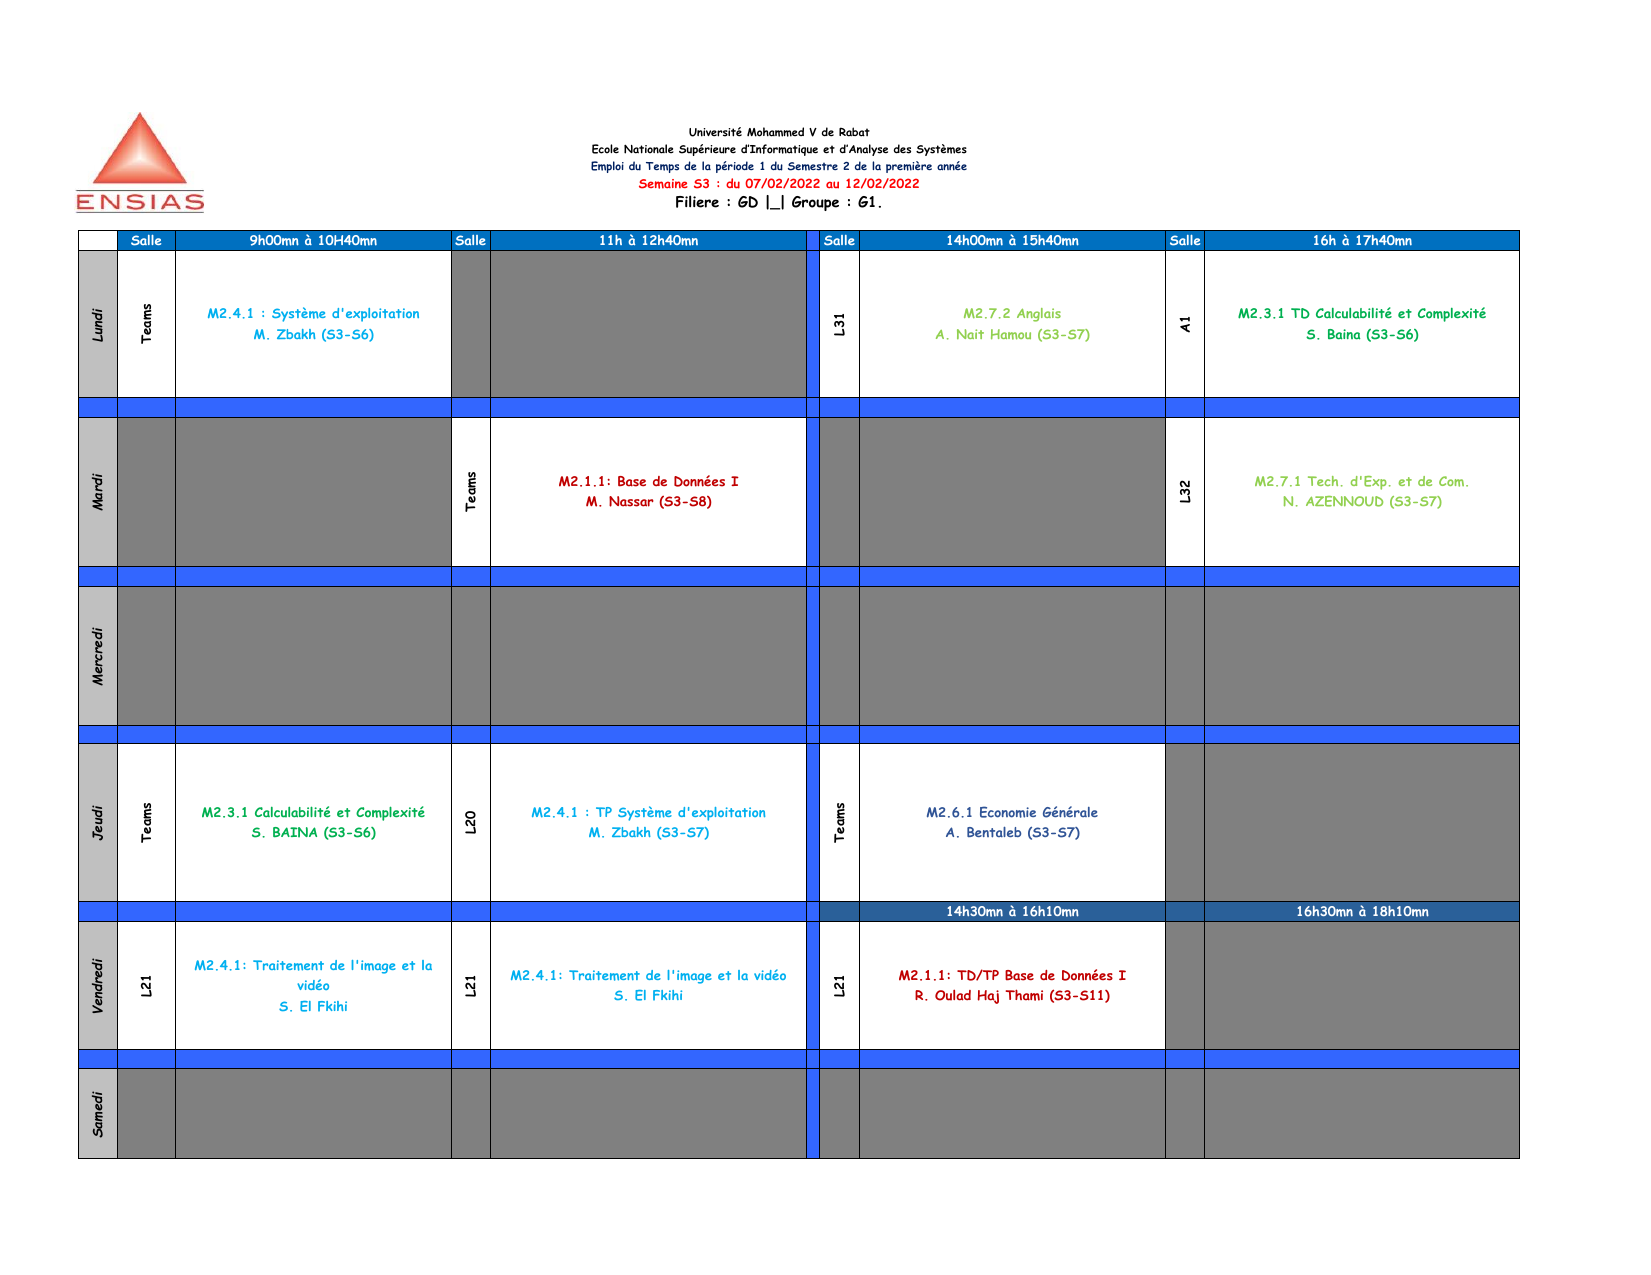 ENSIAS
Université Mohammed V de Rabat
Ecole Nationale Supérieure d'Informatique et d'Analyse des Systèmes
Emploi du Temps de la période 1 du Semestre 2 de la première année
Semaine S3 : du 07/02/2022 au 12/02/2022
Filiere : GD |_| Groupe : G1.
Salle 9h00mn à 10H40mn Salle 11h à 12h40mn Salle 14h00mn à 15h40mn Salle 16h à 17h40mn
Lundi
Teams
M2.4.1 : Système d'exploitation
M. Zbakh (S3-S6)
L31
M2.7.2 Anglais
A. Nait Hamou (S3-S7)
A1
M2.3.1 TD Calculabilité et Complexité
S. Baina (S3-S6)
Mardi
Teams
M2.1.1: Base de Données I
M. Nassar (S3-S8)
L32
M2.7.1 Tech. d'Exp. et de Com.
N. AZENNOUD (S3-S7)
Mercredi
Jeudi
Teams
M2.3.1 Calculabilité et Complexité
S. BAINA (S3-S6)
L20
M2.4.1 : TP Système d'exploitation
M. Zbakh (S3-S7)
Teams
M2.6.1 Economie Générale
A. Bentaleb (S3-S7)
14h30mn à 16h10mn 16h30mn à 18h10mn
Vendredi
L21
M2.4.1: Traitement de l'image et la
vidéo
S. El Fkihi
L21
M2.4.1: Traitement de l'image et la vidéo
S. El Fkihi
L21
M2.1.1: TD/TP Base de Données I
R. Oulad Haj Thami (S3-S11)
Samedi